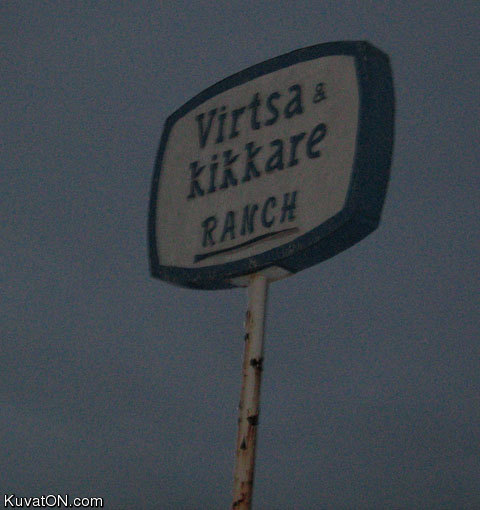 Virtsa &
kikkare
RANCH
KuvatON.com